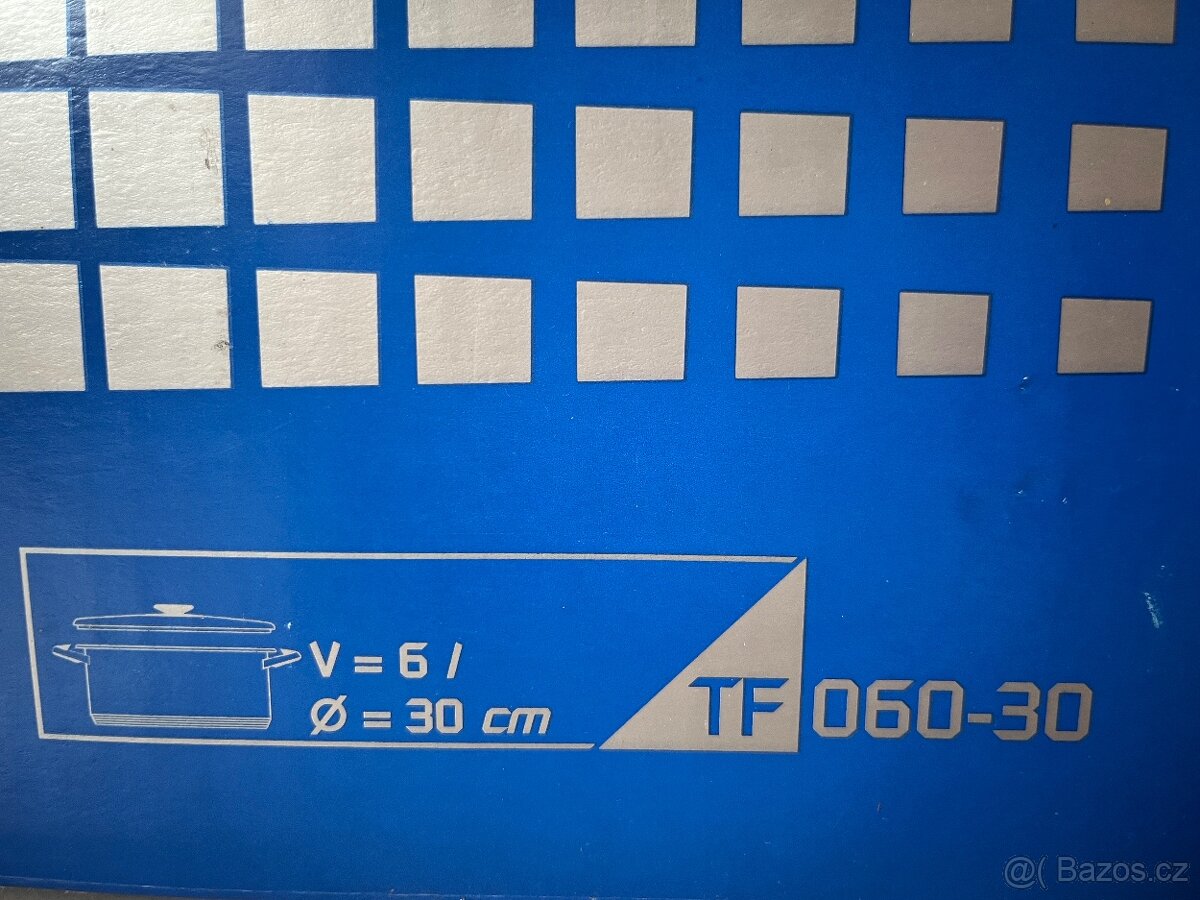 V = 6 l
Ø = 30 cm
TF 060-30
@( Bazos.cz